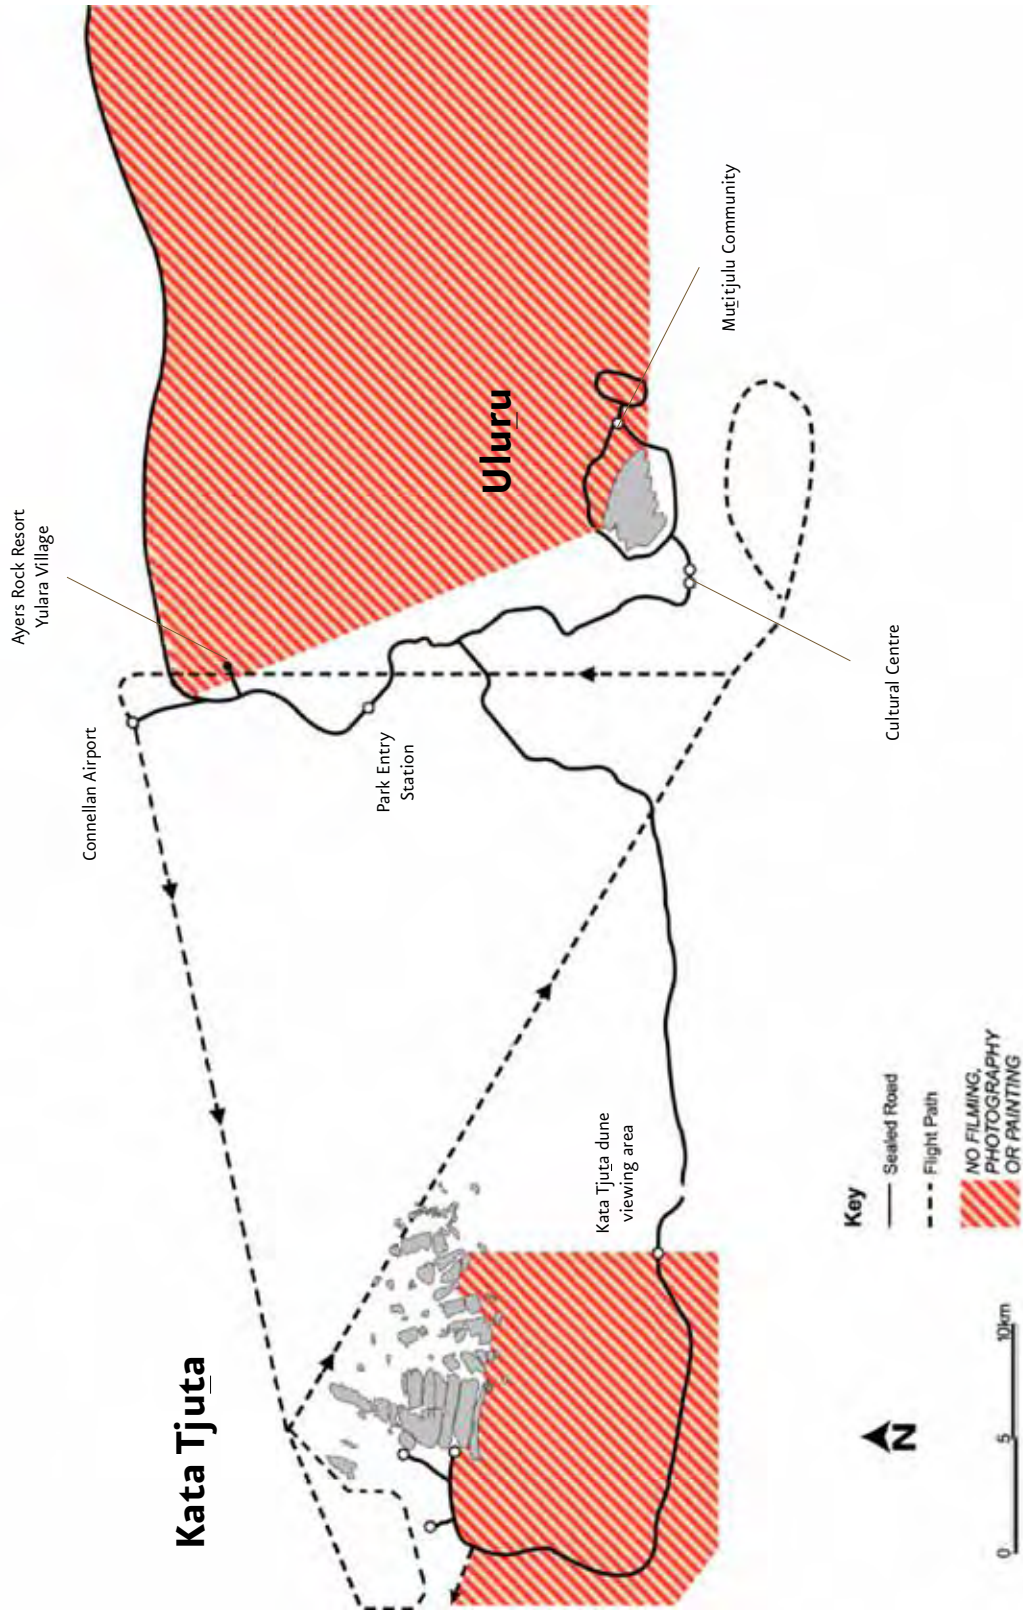 Ayers Rock Resort
Yulara Village
Connellan Airport
Park Entry
Station
Uluṟu
Muṯitjulu Community
Cultural Centre
Kata Tjuṯa
Kata Tjuṯa dune
viewing area
Key
Sealed Road
Flight Path
NO FILMING,
PHOTOGRAPHY
OR PAINTING
N
0 5 10km